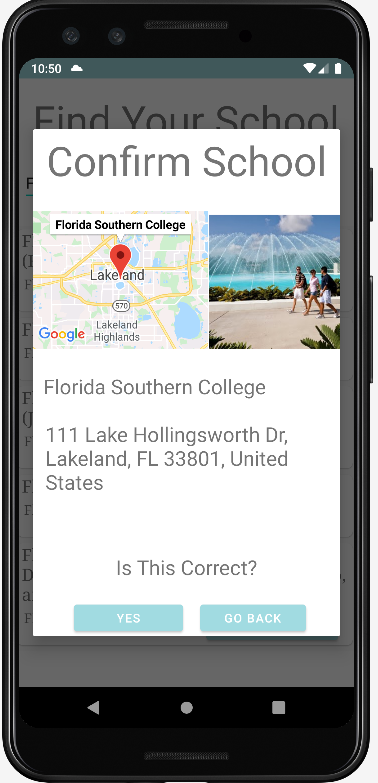 10:50
Find Your School
Confirm School
Florida Southern College
Lakeland
570
Google
Lakeland
Highlands
Florida Southern College
111 Lake Hollingsworth Dr,
Lakeland, FL 33801, United
States
Is This Correct?
YES
GO BACK